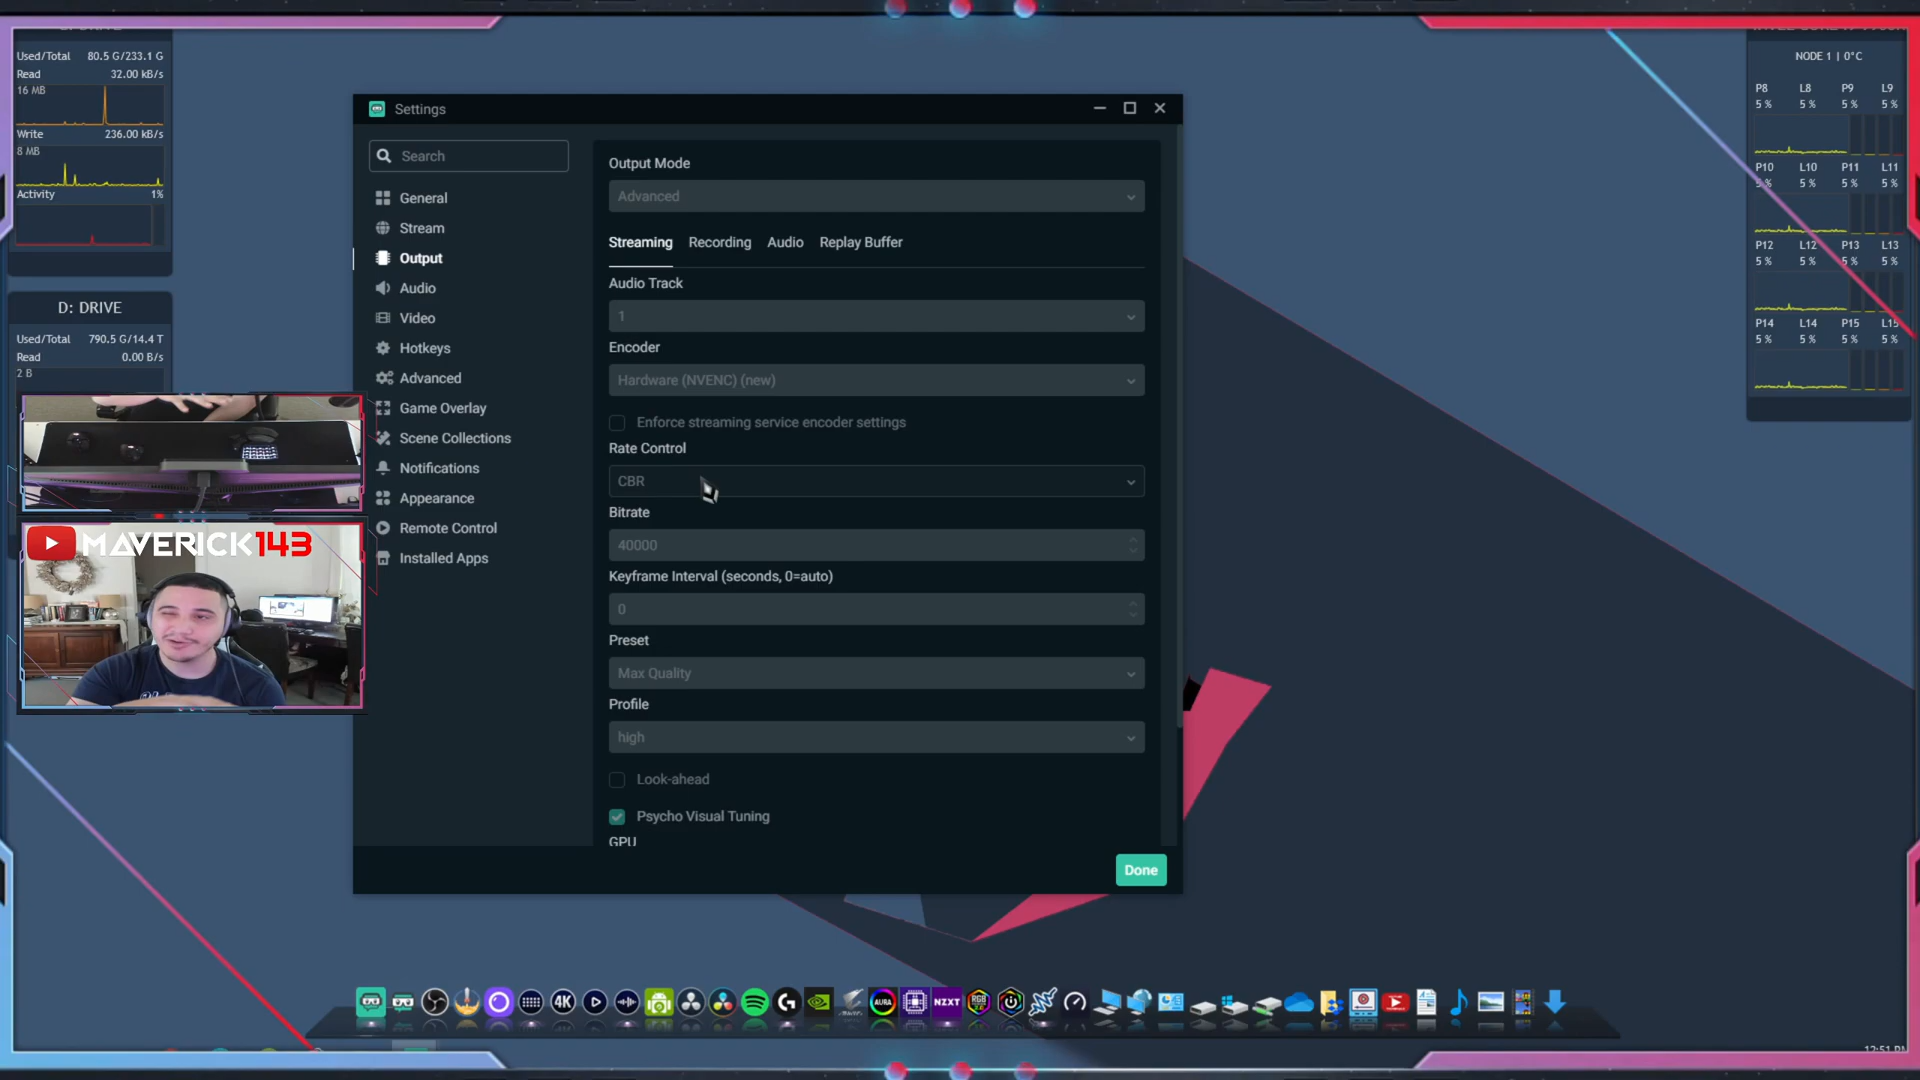 Used/Total 80.5 G/233.1 G
Read 32.00 kB/s
16 MB
Write 236.00 kB/s
8 MB
Activity 1%
D: DRIVE
Used/Total 790.5 G/14.4 T
Read 0.00 B/s
2 B
MAVERICK143
Settings
Search
General
Stream
Output
Audio
Video
Hotkeys
Advanced
Game Overlay
Scene Collections
Notifications
Appearance
Remote Control
Installed Apps
Output Mode
Advanced
Streaming Recording Audio Replay Buffer
Audio Track
1
Encoder
Hardware (NVENC) (new)
Enforce streaming service encoder settings
Rate Control
CBR
Bitrate
40000
Keyframe Interval (seconds, 0=auto)
0
Preset
Max Quality
Profile
high
Look-ahead
Psycho Visual Tuning
GPU
Done
NODE 1 | 0°C
P8 L8 P9 L9
5 % 5 % 5 % 5 %
P10 L10 P11 L11
5 % 5 % 5 % 5 %
P12 L12 P13 L13
5 % 5 % 5 % 5 %
P14 L14 P15 L15
5 % 5 % 5 % 5 %
4K
AURA
NZXT